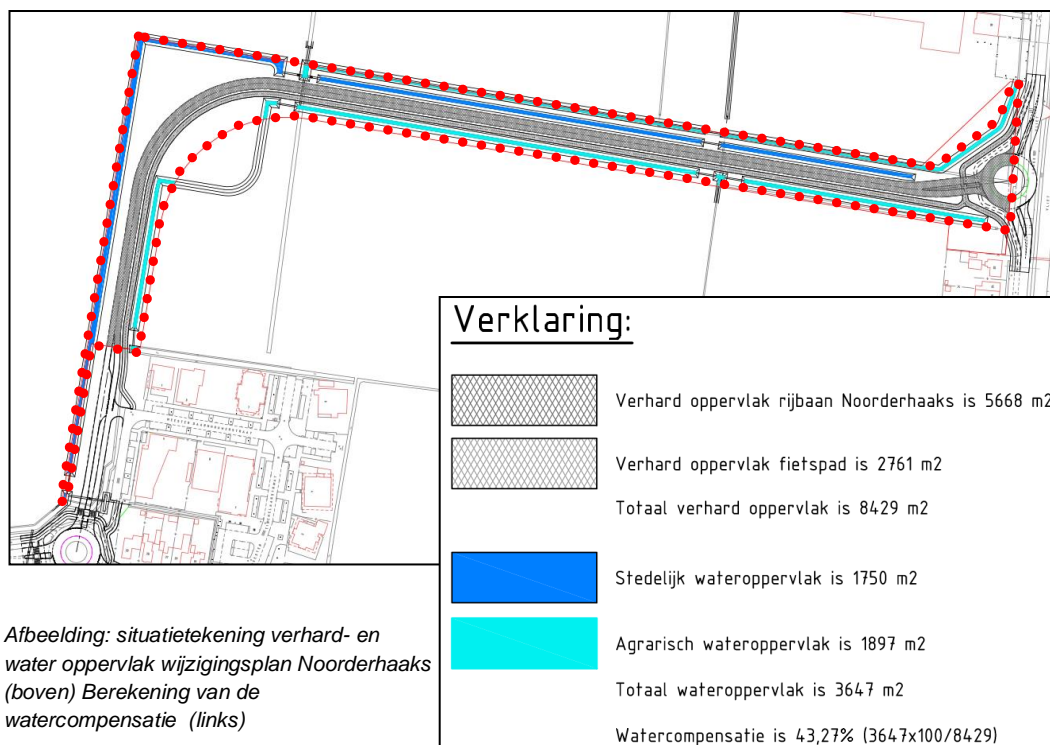 Verklaring:
Verhard oppervlak rijbaan Noorderhaaks is 5668 m2
Verhard oppervlak fietspad is 2761 m2
Totaal verhard oppervlak is 8429 m2
Stedelijk wateroppervlak is 1750 m2
Agrarisch wateroppervlak is 1897 m2
Totaal wateroppervlak is 3647 m2
Watercompensatie is 43,27% (3647x100/8429)
Afbeelding: situatietekening verhard- en
water oppervlak wijzigingsplan Noorderhaaks
(boven) Berekening van de
watercompensatie (links)